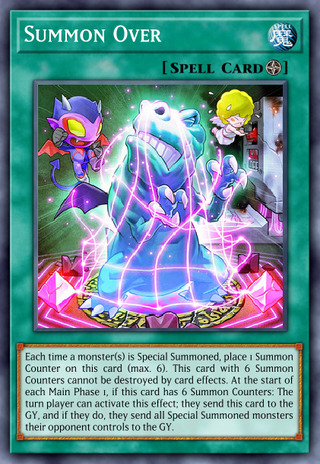 Summon Over
魔
[Spell Card]
Each time a monster(s) is Special Summoned, place 1 Summon
Counter on this card (max. 6). This card with 6 Summon
Counters cannot be destroyed by card effects. At the start of
each Main Phase 1, if this card has 6 Summon Counters: The
turn player can activate this effect; they send this card to the
GY, and if they do, they send all Special Summoned monsters
their opponent controls to the GY.